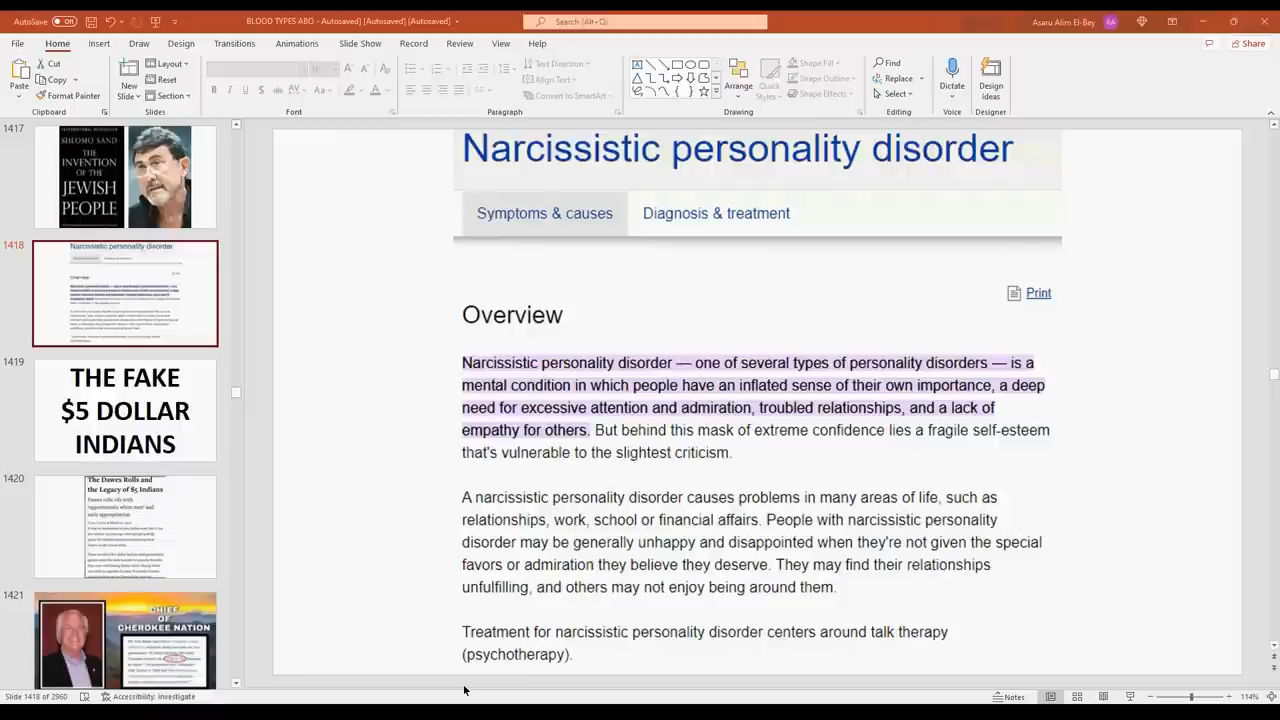 AutoSave
Off
BLOOD TYPES ABO - Autosaved] [Autosaved] [Autosaved]
Search (Alt+Q)
Asaru Alim El-Bey
AA
File
Home
Insert
Draw
Design
Transitions
Animations
Slide Show
Record
Review
View
Help
Share
Paste
Cut
Copy
Format Painter
Clipboard
New
Slide
Layout
Reset
Section
Slides
Font
Text Direction
Align Text
Convert to SmartArt
Paragraph
Arrange
Quick
Styles
Shape Fill
Shape Outline
Shape Effects
Drawing
Find
Replace
Select
Editing
Dictate
Voice
Design
Ideas
Designer
1417
SHLOMO SAND
THE
INVENTION
OF THE
JEWISH
PEOPLE
1418
Narcissistic personality disorder
Overview
1419
THE FAKE
$5 DOLLAR
INDIANS
1420
The Dawes Rolls and
the Legacy of $5 Indians
1421
CHIEF
OF
CHEROKEE NATION
Narcissistic personality disorder
Symptoms & causes
Diagnosis & treatment
Print
Overview
Narcissistic personality disorder — one of several types of personality disorders — is a
mental condition in which people have an inflated sense of their own importance, a deep
need for excessive attention and admiration, troubled relationships, and a lack of
empathy for others. But behind this mask of extreme confidence lies a fragile self-esteem
that's vulnerable to the slightest criticism.
A narcissistic personality disorder causes problems in many areas of life, such as
relationships, work, school or financial affairs. People with narcissistic personality
disorder may be generally unhappy and disappointed when they're not given the special
favors or admiration they believe they deserve. They may find their relationships
unfulfilling, and others may not enjoy being around them.
Treatment for narcissistic personality disorder centers around talk therapy
(psychotherapy).
Slide 1418 of 2960
Accessibility: Investigate
Notes
114%